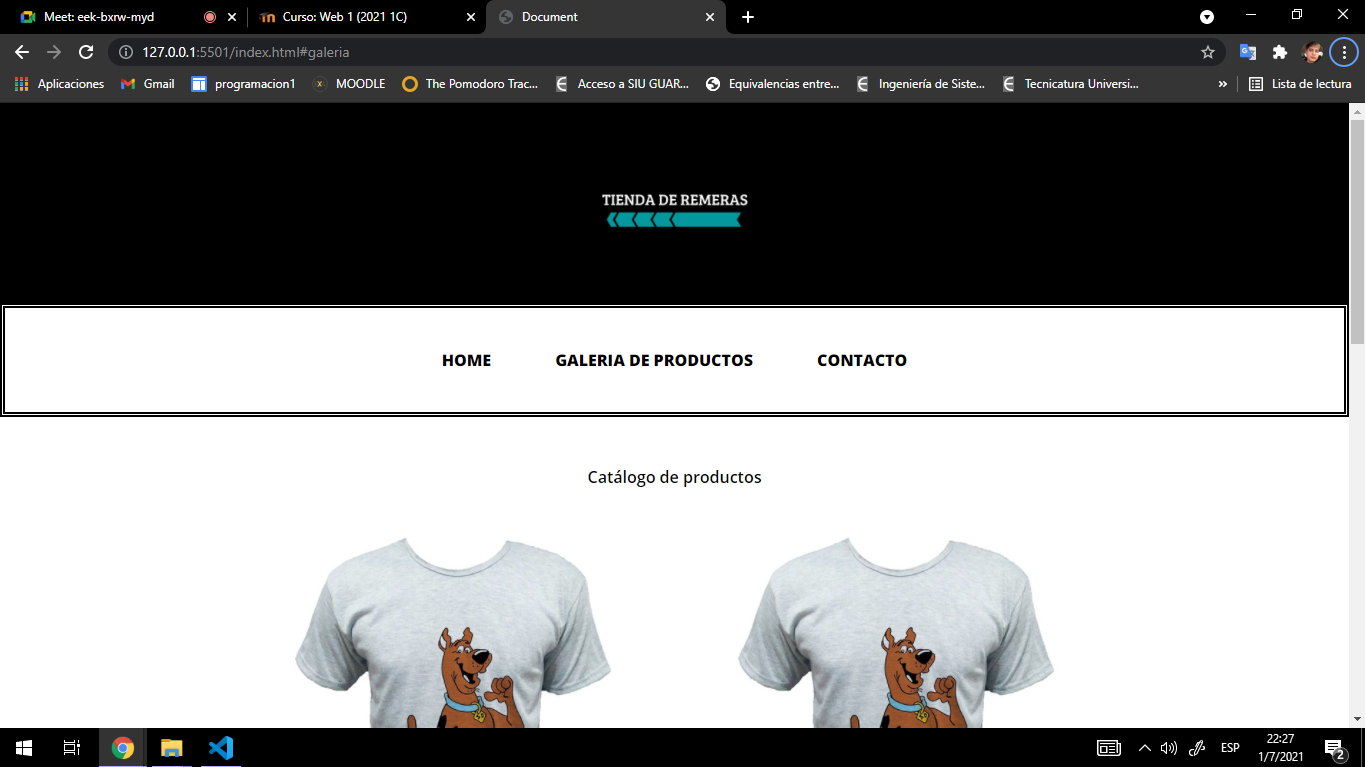 Meet: eek-bxrw-myd
Curso: Web 1 (2021 1C)
Document
127.0.0.1:5501/index.html#galeria
Aplicaciones
Gmail
programacion1
MOODLE
The Pomodoro Trac...
Acceso a SIU GUAR...
Equivalencias entre...
Ingeniería de Siste...
Tecnicatura Universi...
»
Lista de lectura
TIENDA DE REMERAS
HOME
GALERIA DE PRODUCTOS
CONTACTO
Catálogo de productos
ESP
22:27
1/7/2021
2